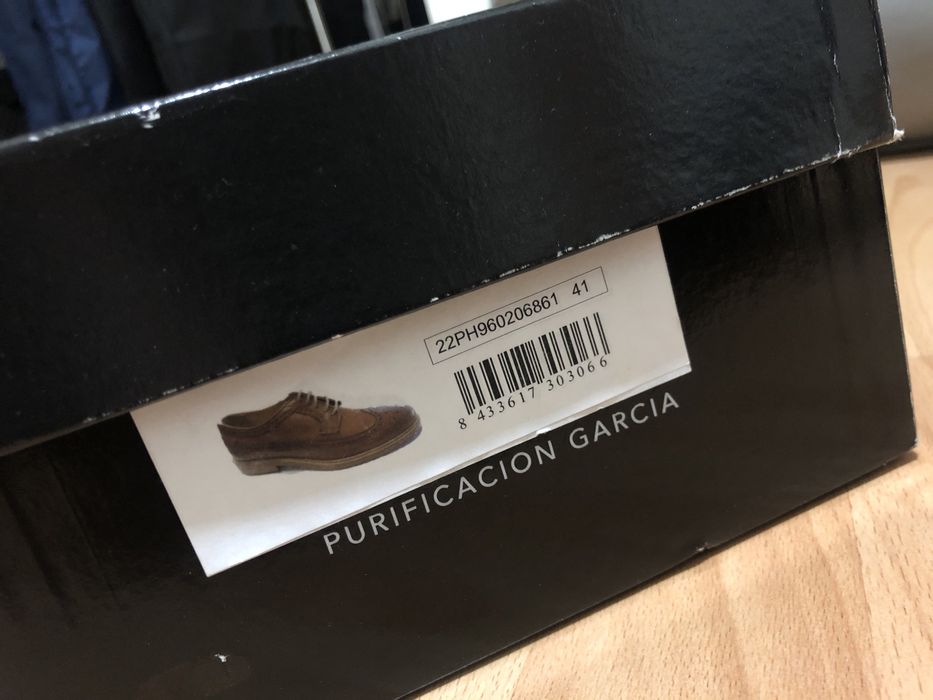 22PH960206861 41
8 433617 303066
PURIFICACION GARCIA